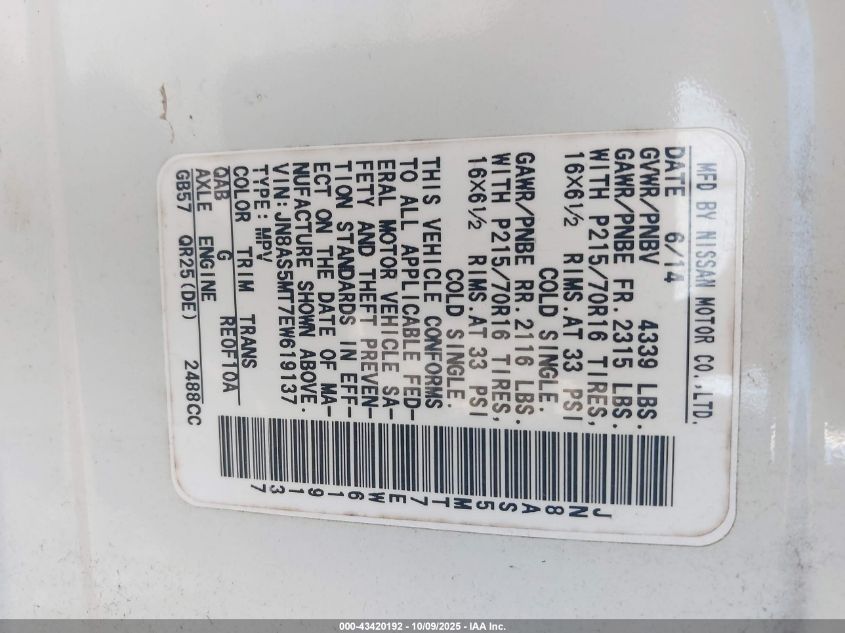 MFD BY NISSAN MOTOR CO.,LTD.
DATE 6/14
GVWR/PNBV 4339 LBS.
GAWR/PNBE FR. 2315 LBS.
WITH P215/70R16 TIRES,
16X6½ RIMS.AT 33 PSI
COLD SINGLE.
GAWR/PNBE RR. 2116 LBS.
WITH P215/70R16 TIRES,
16X6½ RIMS.AT 33 PSI
COLD SINGLE.
THIS VEHICLE CONFORMS
TO ALL APPLICABLE FED-
ERAL MOTOR VEHICLE SA-
FETY AND THEFT PREVEN-
TION STANDARDS IN EFF-
ECT ON THE DATE OF MA-
NUFACTURE SHOWN ABOVE.
VIN: JN8AS5MT7EW619137
TYPE: MPV
COLOR TRIM TRANS
QAB G RE0F10A
AXLE ENGINE
GB57 QR25(DE) 2488CC
JN8AS5MT7EW619137
000-43420192 - 10/09/2025 - IAA Inc.